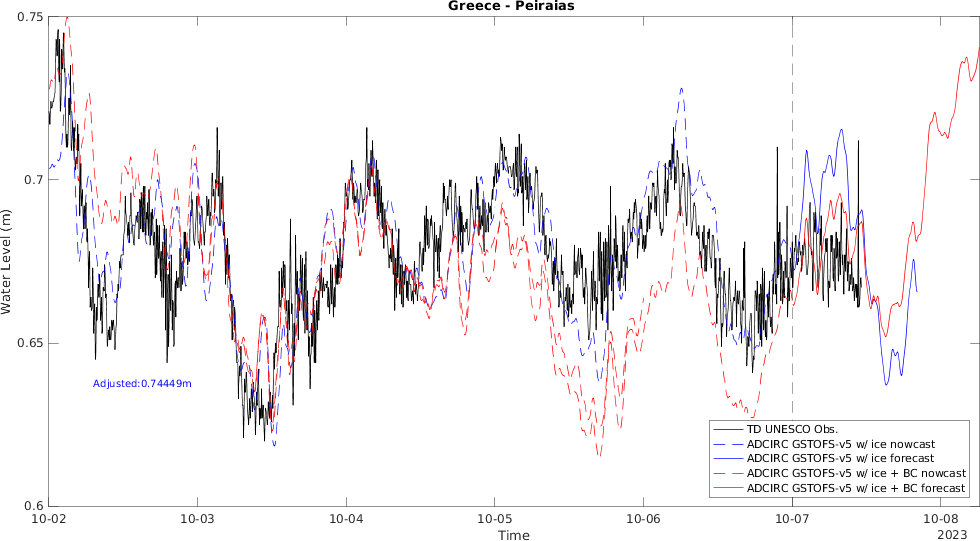 Greece - Peiraias
0.75
0.7
0.65
0.6
Water Level (m)
Adjusted:0.74449m
TD UNESCO Obs.
ADCIRC GSTOFS-v5 w/ ice nowcast
ADCIRC GSTOFS-v5 w/ ice forecast
ADCIRC GSTOFS-v5 w/ ice + BC nowcast
ADCIRC GSTOFS-v5 w/ ice + BC forecast
10-02 10-03 10-04 10-05 10-06 10-07 10-08
Time
2023